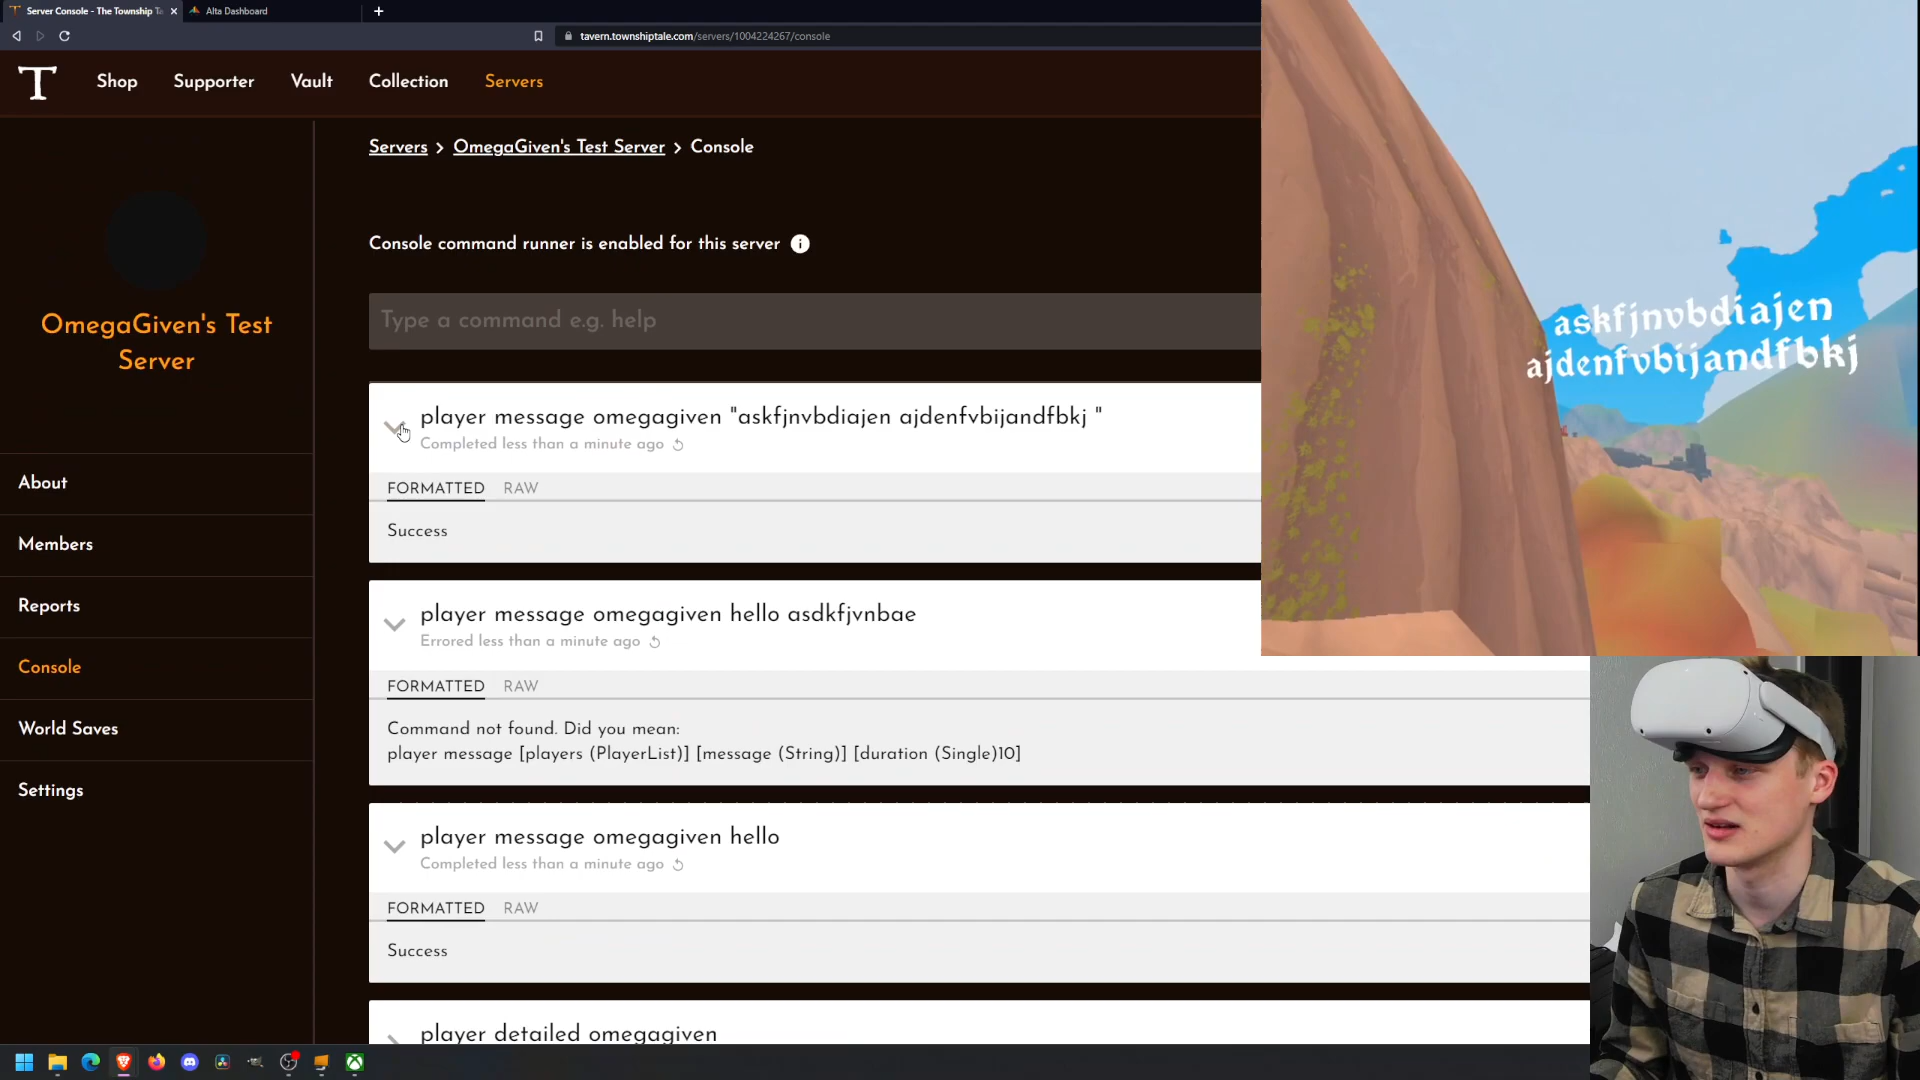 Server Console - The Township T
Alta Dashboard
tavern.townshiptale.com/servers/1004224267/console
T
Shop
Supporter
Vault
Collection
Servers
Servers > OmegaGiven's Test Server > Console
OmegaGiven's Test
Server
About
Members
Reports
Console
World Saves
Settings
Console command runner is enabled for this server
Type a command e.g. help
player message omegagiven "askfjnvbdiajen ajdenfvbijandfbkj "
Completed less than a minute ago
FORMATTED RAW
Success
player message omegagiven hello asdkfjvnbae
Errored less than a minute ago
FORMATTED RAW
Command not found. Did you mean:
player message [players (PlayerList)] [message (String)] [duration (Single)10]
player message omegagiven hello
Completed less than a minute ago
FORMATTED RAW
Success
player detailed omegagiven
askfjnvbdiajen
ajdenfvbijandfbkj